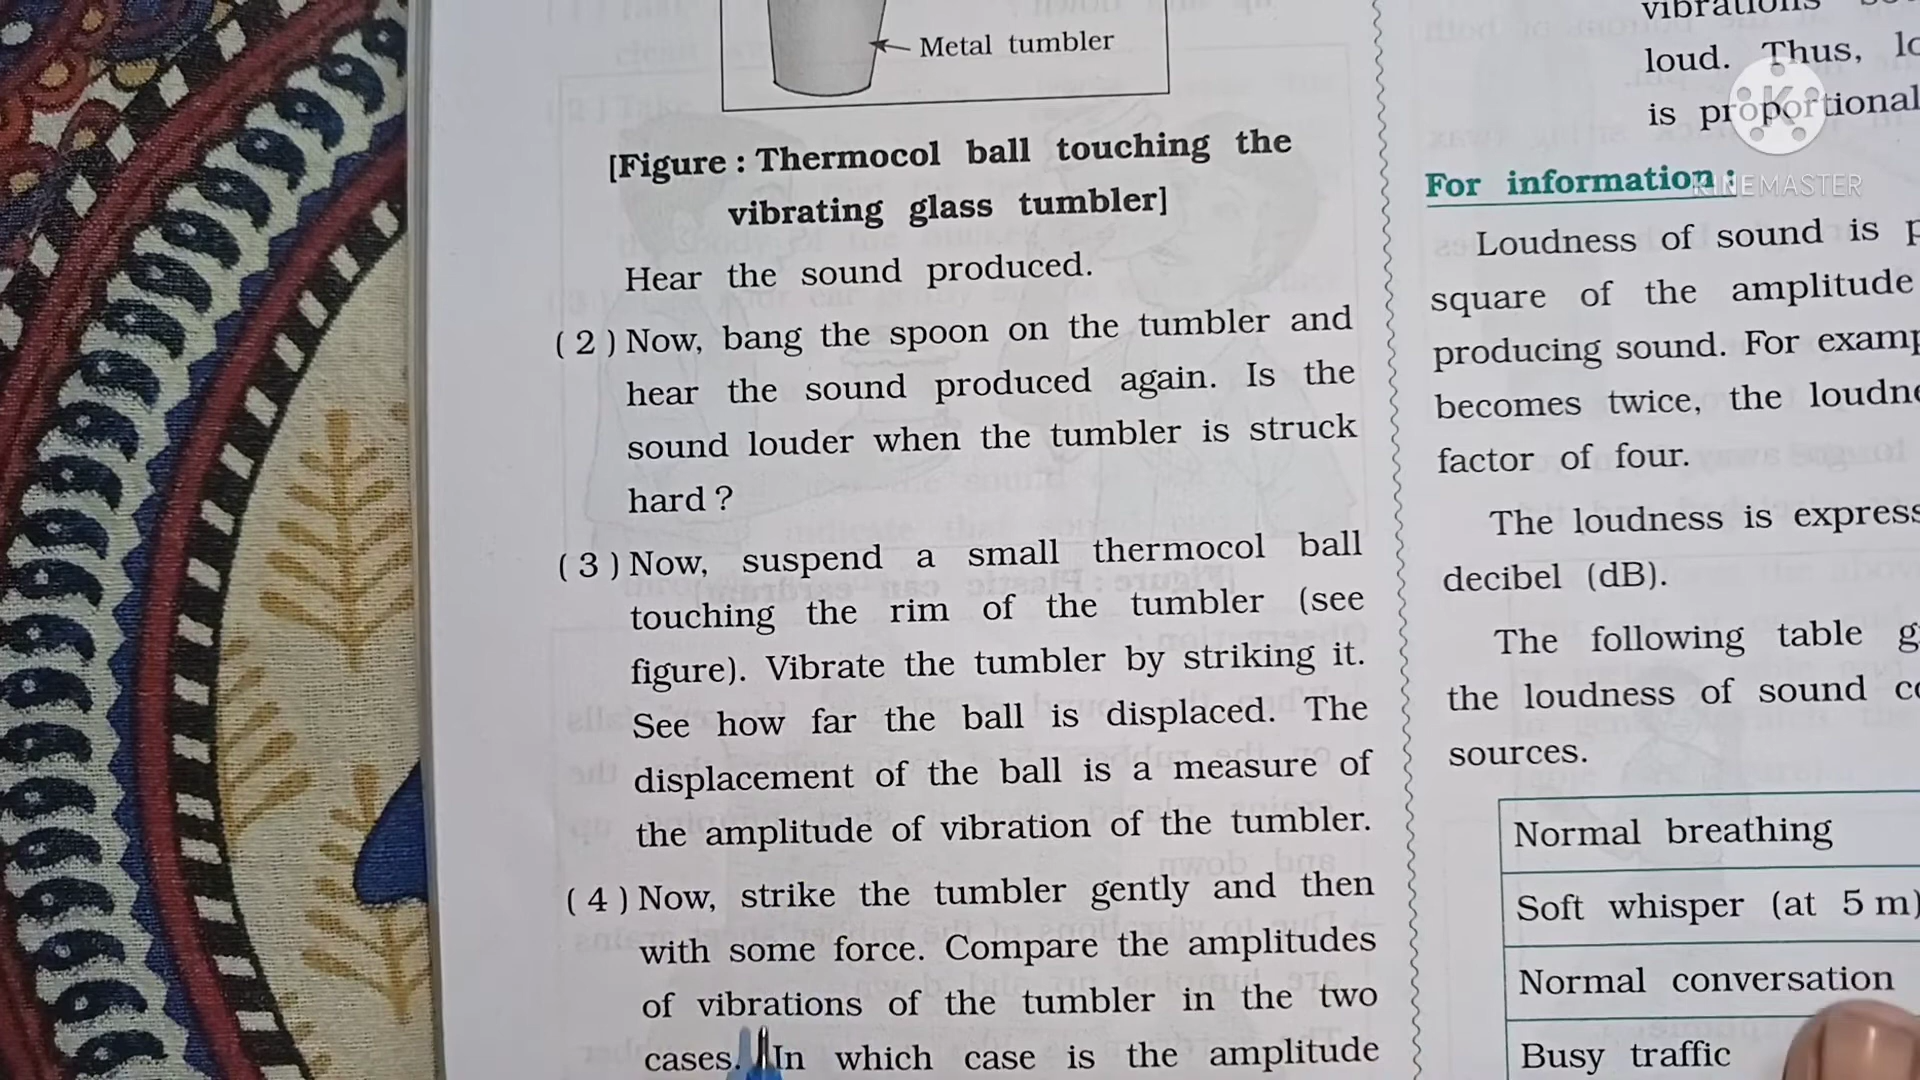 Metal tumbler
[Figure : Thermocol ball touching the
vibrating glass tumbler]
Hear the sound produced.
( 2 ) Now, bang the spoon on the tumbler and
hear the sound produced again. Is the
sound louder when the tumbler is struck
hard ?
( 3 ) Now, suspend a small thermocol ball
touching the rim of the tumbler (see
figure). Vibrate the tumbler by striking it.
See how far the ball is displaced. The
displacement of the ball is a measure of
the amplitude of vibration of the tumbler.
( 4 ) Now, strike the tumbler gently and then
with some force. Compare the amplitudes
of vibrations of the tumbler in the two
cases. In which case is the amplitude
vibrations
loud. Thus,
is proportional
For information :
Loudness of sound is
square of the amplitude
producing sound. For
becomes twice, the
factor of four.
The loudness is
decibel (dB).
The following table
the loudness of sound
sources.
Normal breathing
Soft whisper (at 5 m)
Normal conversation
Busy traffic
K
KINEMASTER